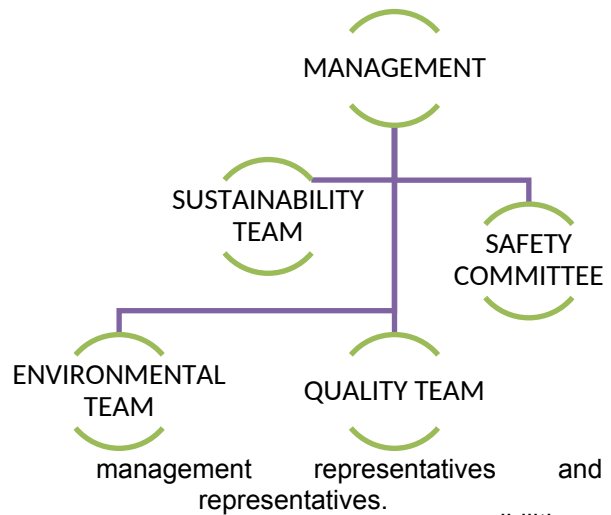 MANAGEMENT
SUSTAINABILITY
TEAM
SAFETY
COMMITTEE
ENVIRONMENTAL
TEAM
QUALITY TEAM
management representatives and
representatives.